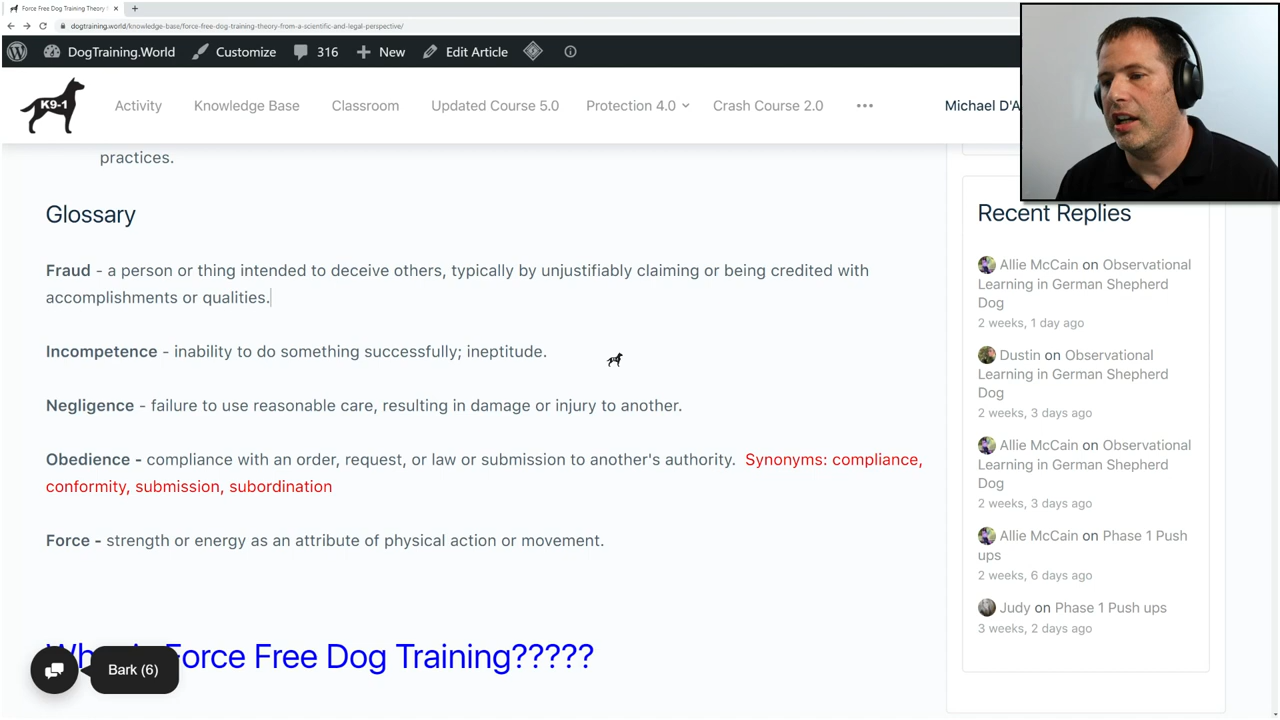 Force Free Dog Training Theory
dogtraining.world/knowledge-base/force-free-dog-training-theory-from-a-scientific-and-legal-perspective/
DogTraining.World Customize 316 New Edit Article
K9-1
Activity Knowledge Base Classroom Updated Course 5.0 Protection 4.0 Crash Course 2.0 ••• Michael D'A
practices.
Glossary
Fraud - a person or thing intended to deceive others, typically by unjustifiably claiming or being credited with
accomplishments or qualities.
Incompetence - inability to do something successfully; ineptitude.
Negligence - failure to use reasonable care, resulting in damage or injury to another.
Obedience - compliance with an order, request, or law or submission to another's authority. Synonyms: compliance,
conformity, submission, subordination
Force - strength or energy as an attribute of physical action or movement.
Force Free Dog Training?????
Bark (6)
Recent Replies
Allie McCain on Observational
Learning in German Shepherd
Dog
2 weeks, 1 day ago
Dustin on Observational
Learning in German Shepherd
Dog
2 weeks, 3 days ago
Allie McCain on Observational
Learning in German Shepherd
Dog
2 weeks, 3 days ago
Allie McCain on Phase 1 Push
ups
2 weeks, 6 days ago
Judy on Phase 1 Push ups
3 weeks, 2 days ago